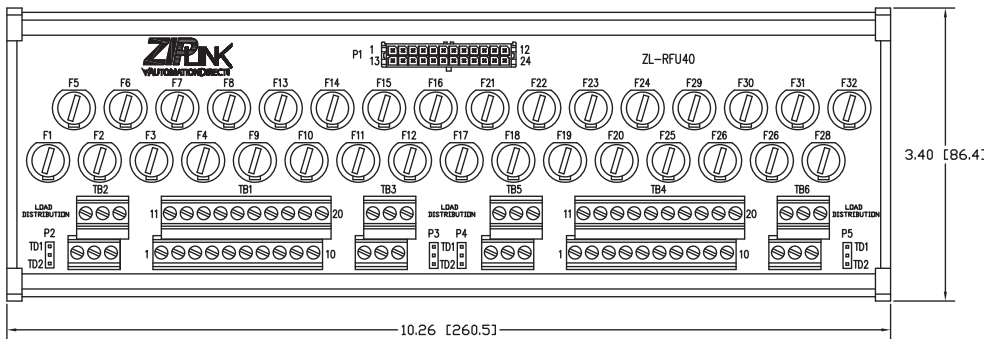 ZIPLINK
AUTOMATIONDIRECT
P1 1 12
13 24
ZL-RFU40
F5 F6 F7 F8 F13 F14 F15 F16 F21 F22 F23 F24 F29 F30 F31 F32
F1 F2 F3 F4 F9 F10 F11 F12 F17 F18 F19 F20 F25 F26 F26 F28
TB2 TB1 TB3 TB5 TB4 TB6
LOAD DISTRIBUTION
11 20
LOAD DISTRIBUTION
11 20
LOAD DISTRIBUTION
P2 P3 P4 P5
TD1 1 10 TD1 1 10 TD1
TD2 TD2 TD2
3.40 [86.4]
10.26 [260.5]